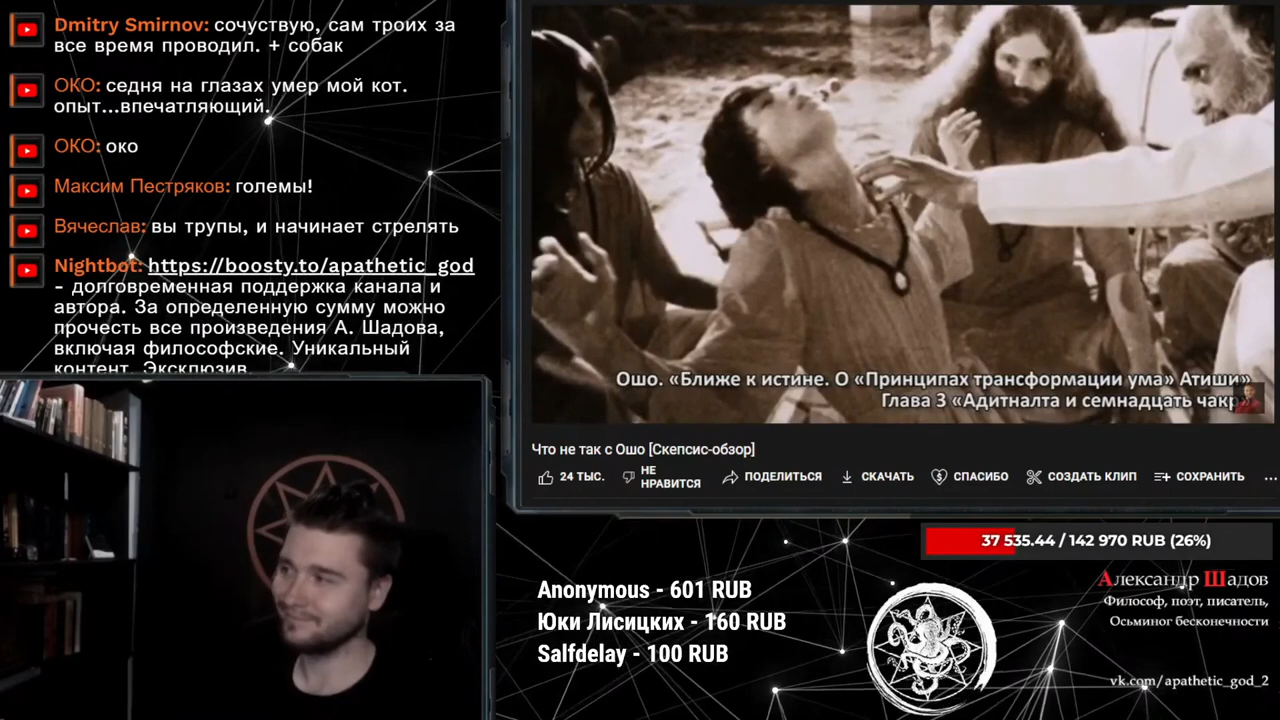 Dmitry Smirnov: сочуствую, сам троих за
все время проводил. + собак
ОКО: седня на глазах умер мой кот.
опыт...впечатляющий.
ОКО: око
Максим Пестряков: големы!
Вячеслав: вы трупы, и начинает стрелять
Nightbot: https://boosty.to/apathetic_god
- долговременная поддержка канала и
автора. За определенную сумму можно
прочесть все произведения А. Шадова,
включая философские. Уникальный
контент. Эксклюзив.
Ошо. «Ближе к истине. О «Принципах трансформации ума» Атиши»
Глава 3 «Адитналта и семнадцать чакр»
Что не так с Ошо [Скепсис-обзор]
24 ТЫС.
НЕ
НРАВИТСЯ
ПОДЕЛИТЬСЯ
СКАЧАТЬ
СПАСИБО
СОЗДАТЬ КЛИП
СОХРАНИТЬ
...
37 535.44 / 142 970 RUB (26%)
Anonymous - 601 RUB
Юки Лисицких - 160 RUB
Salfdelay - 100 RUB
Александр Шадов
Философ, поэт, писатель,
Осьминог бесконечности
vk.com/apathetic_god_2